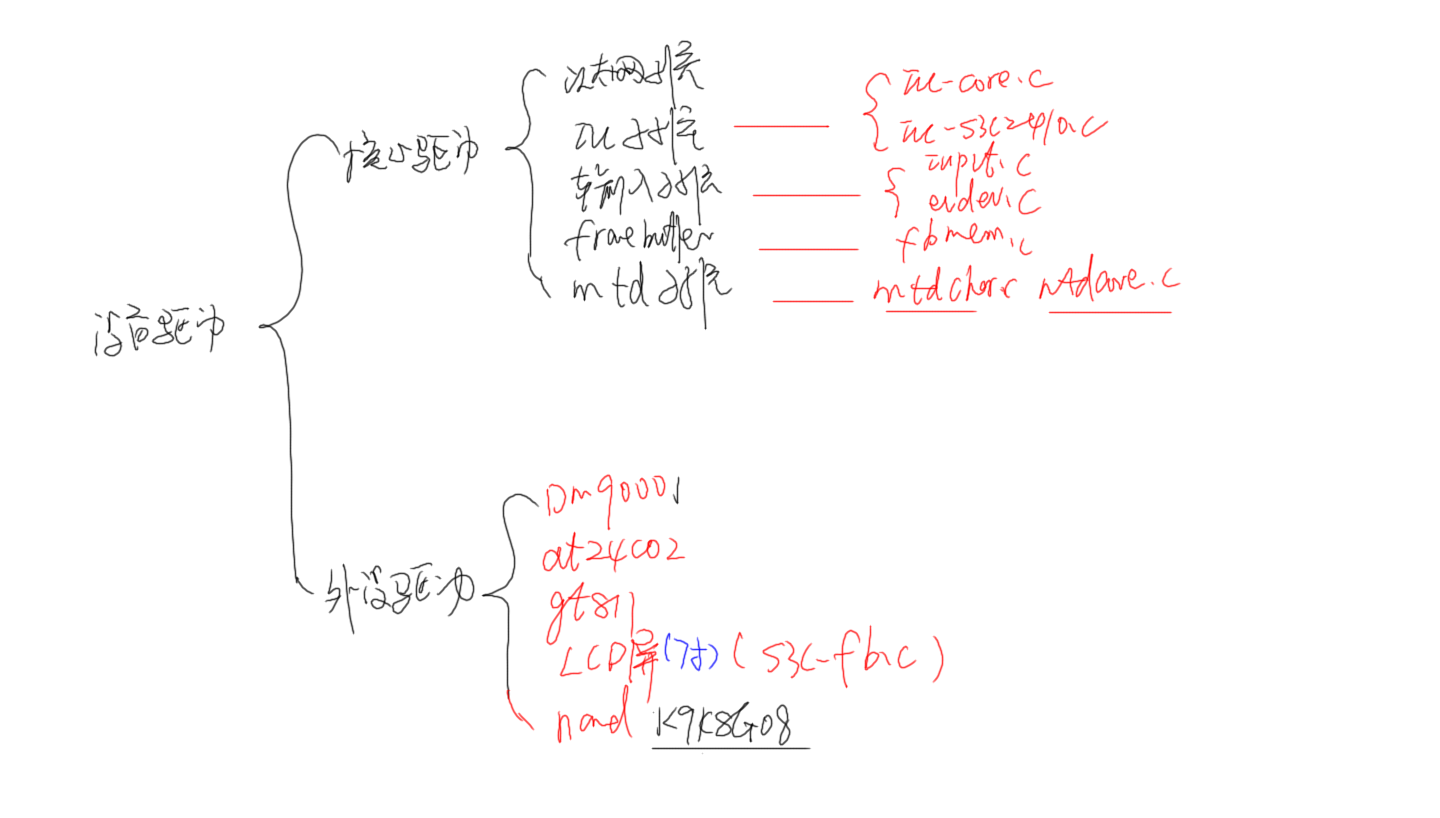 设备驱动
核心驱动
以太网子系统
IIC子系统
输入子系统
framebuffer
mtd子系统
IIC-core.c
IIC-S3C2410.c
input.c
evdev.c
fbmem.c
mtdchar.c mtdcore.c
外设驱动
Dm9000
at24c02
gt811
LCD屏(7寸)(S3C-fb.c)
nand K9K8G08